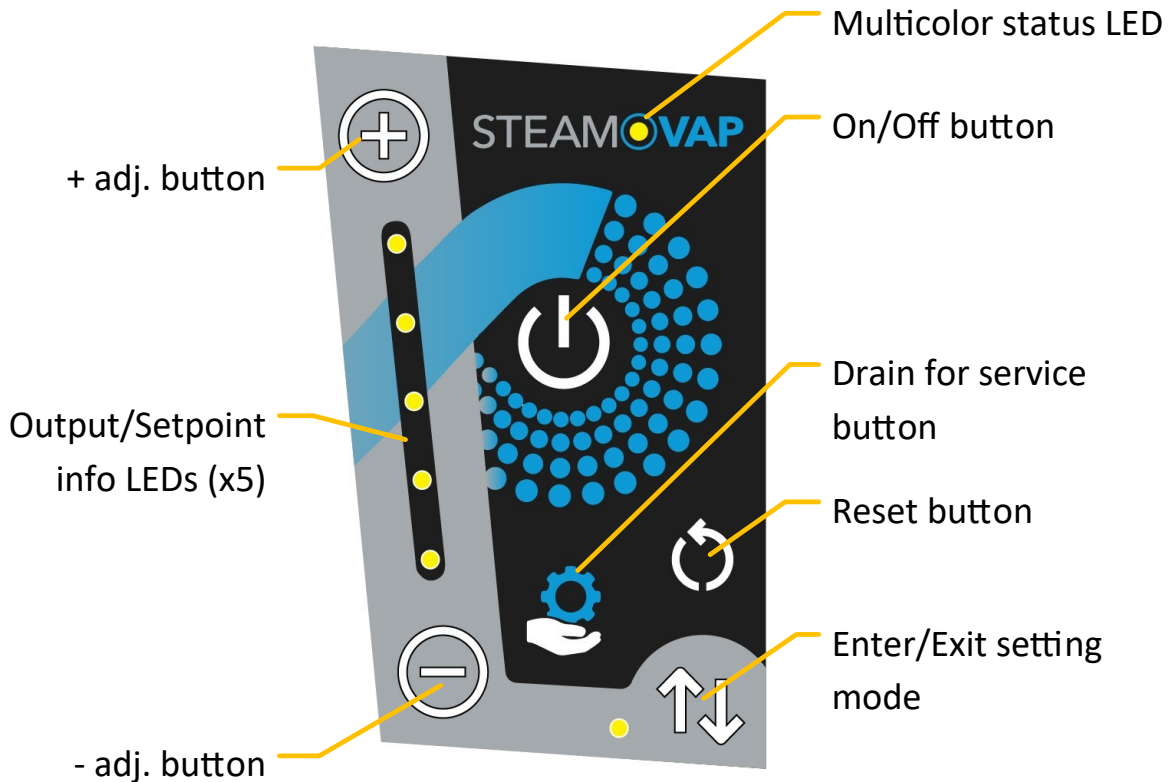 Multicolor status LED
STEAMOVAP
On/Off button
+ adj. button
Drain for service
button
Output/Setpoint
info LEDs (x5)
Reset button
Enter/Exit setting
mode
- adj. button